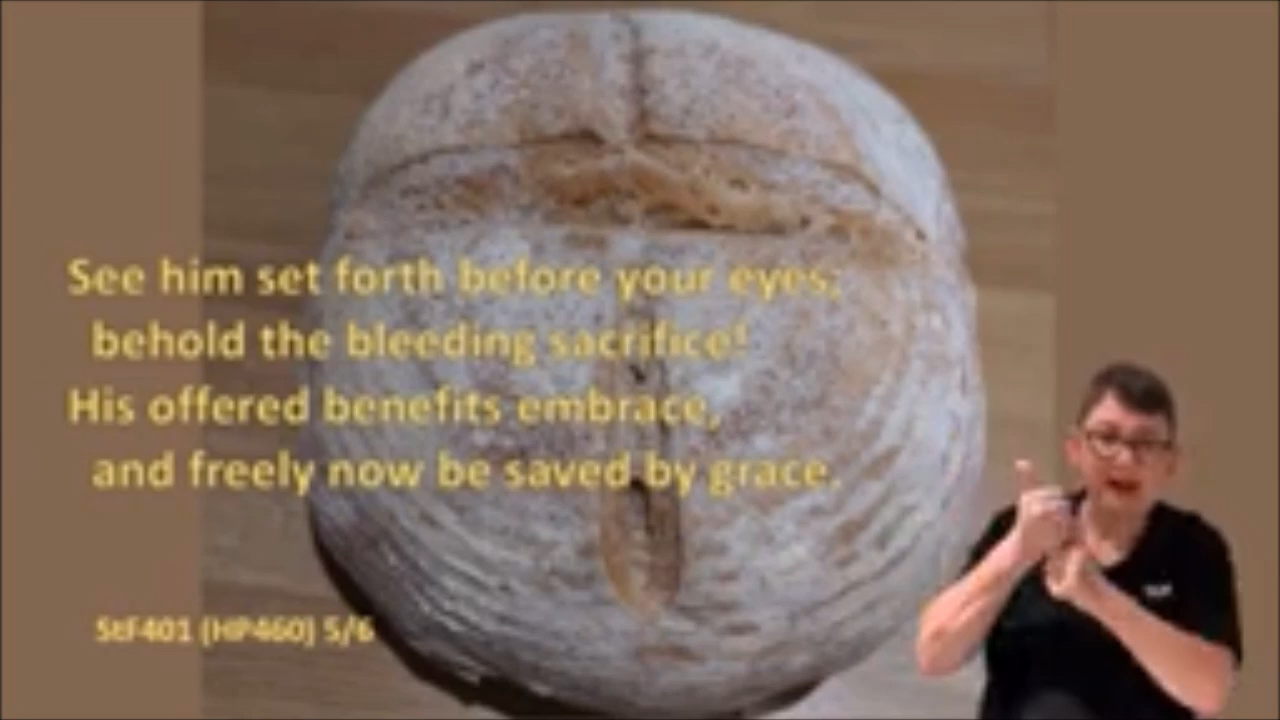 See him set forth before your eyes;
behold the bleeding sacrifice!
His offered benefits embrace,
and freely now be saved by grace.
StF401 (HP460) 5/6